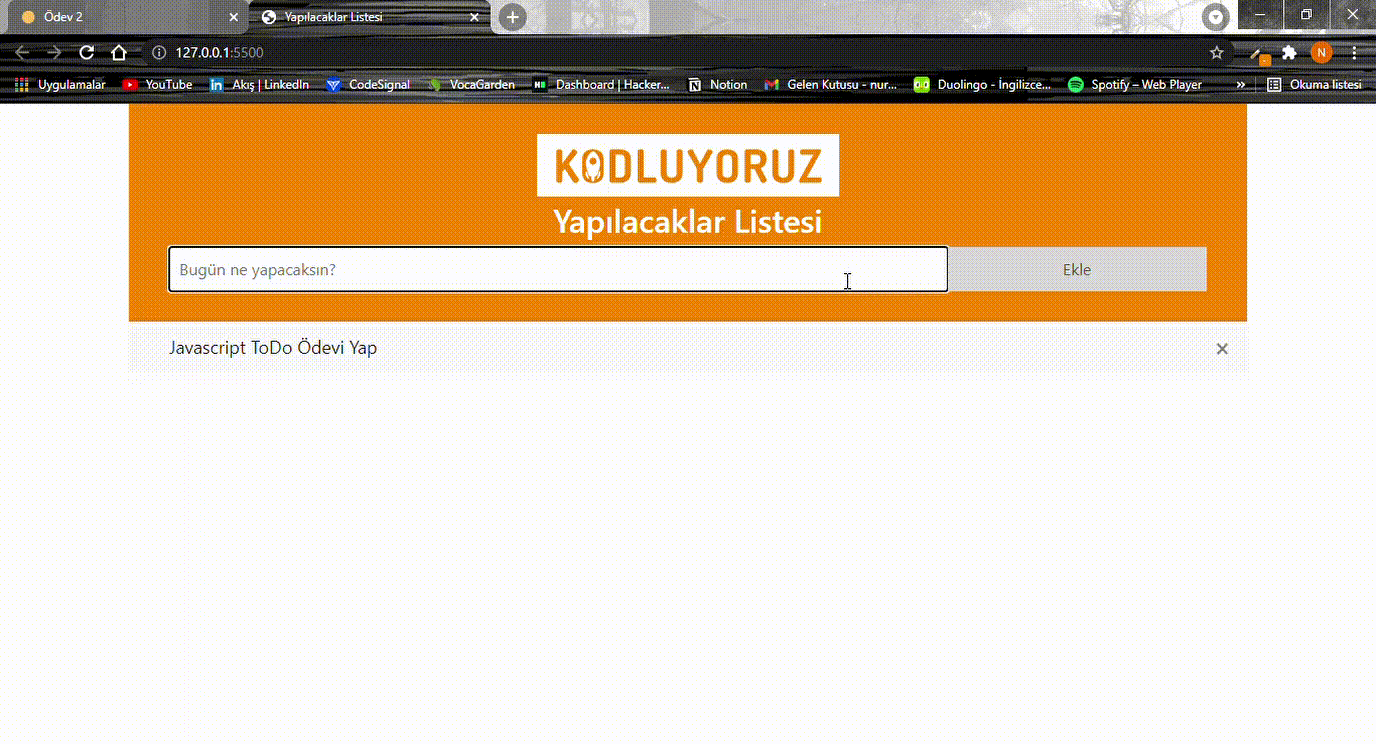 Ödev 2
Yapılacaklar Listesi
127.0.0.1:5500
N
Uygulamalar YouTube Akış | LinkedIn CodeSignal VocaGarden Dashboard | Hacker... Notion Gelen Kutusu - nur... Duolingo - İngilizce... Spotify – Web Player » Okuma listesi
KODLUYORUZ
Yapılacaklar Listesi
Bugün ne yapacaksın? Ekle
Javascript ToDo Ödevi Yap ×